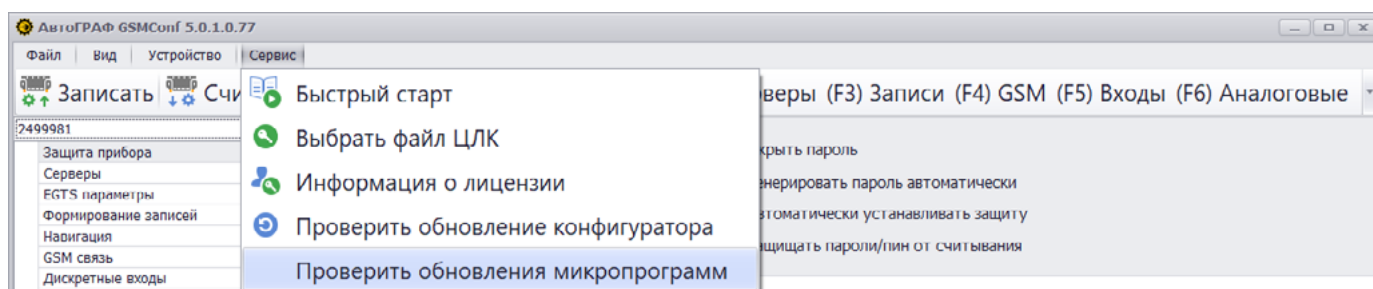 АвтоГРАФ GSMConf 5.0.1.0.77
Файл Вид Устройство Сервис
Записать Счи
веры (F3) Записи (F4) GSM (F5) Входы (F6) Аналоговые
2499981
Защита прибора
Серверы
EGTS параметры
Формирование записей
Навигация
GSM связь
Дискретные входы
Быстрый старт
Выбрать файл ЦЛК
Информация о лицензии
Проверить обновление конфигуратора
Проверить обновления микропрограмм
крыть пароль
енерировать пароль автоматически
втоматически устанавливать защиту
ащищать пароли/пин от считывания